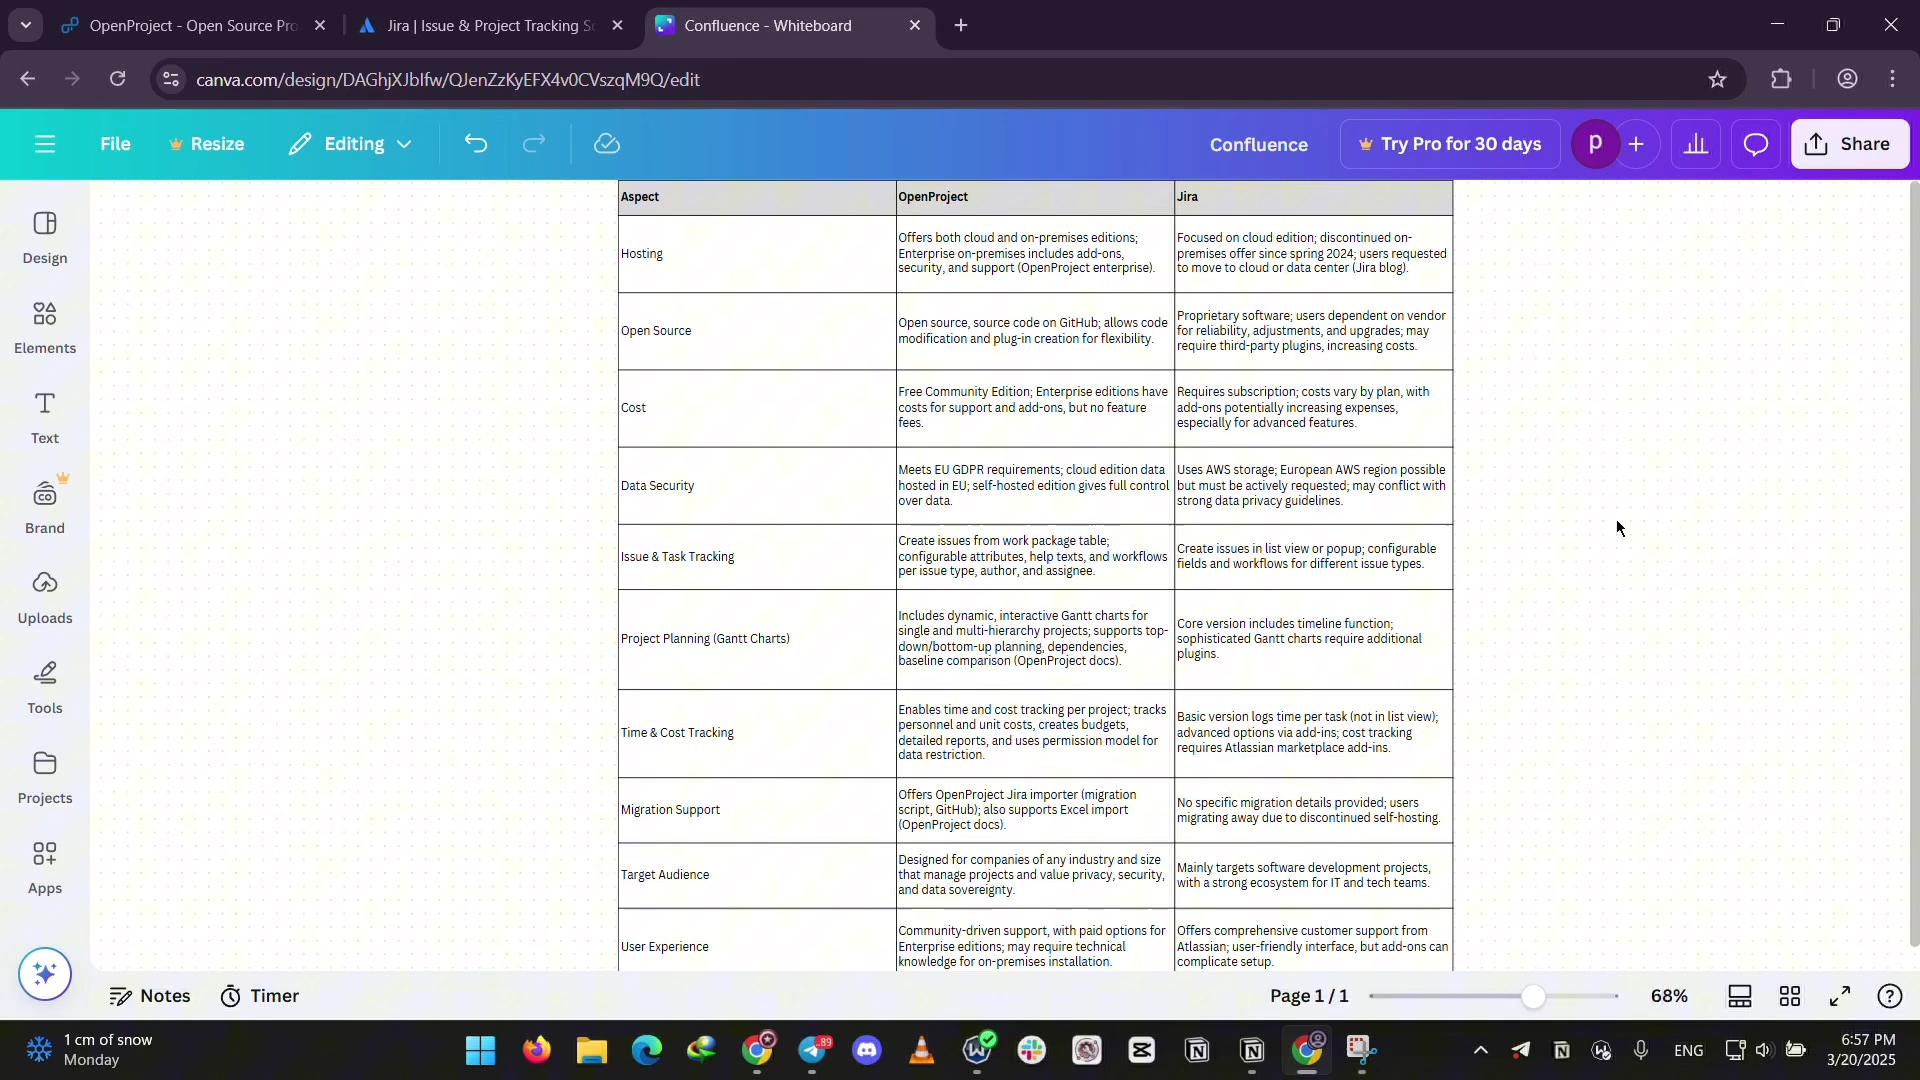 OpenProject - Open Source Pro
Jira | Issue & Project Tracking So
Confluence - Whiteboard
canva.com/design/DAGhjXJbIfw/QJenZzKyEFX4v0CVszqM9Q/edit
File
Resize
Editing
Confluence
Try Pro for 30 days
p
Share
Design
Elements
Text
Brand
Uploads
Tools
Projects
Apps
Aspect
OpenProject
Jira
Hosting
Offers both cloud and on-premises editions;
Enterprise on-premises includes add-ons,
security, and support (OpenProject enterprise).
Focused on cloud edition; discontinued on-
premises offer since spring 2024; users requested
to move to cloud or data center (Jira blog).
Open Source
Open source, source code on GitHub; allows code
modification and plug-in creation for flexibility.
Proprietary software; users dependent on vendor
for reliability, adjustments, and upgrades; may
require third-party plugins, increasing costs.
Cost
Free Community Edition; Enterprise editions have
costs for support and add-ons, but no feature
fees.
Requires subscription; costs vary by plan, with
add-ons potentially increasing expenses,
especially for advanced features.
Data Security
Meets EU GDPR requirements; cloud edition data
hosted in EU; self-hosted edition gives full control
over data.
Uses AWS storage; European AWS region possible
but must be actively requested; may conflict with
strong data privacy guidelines.
Issue & Task Tracking
Create issues from work package table;
configurable attributes, help texts, and workflows
per issue type, author, and assignee.
Create issues in list view or popup; configurable
fields and workflows for different issue types.
Project Planning (Gantt Charts)
Includes dynamic, interactive Gantt charts for
single and multi-hierarchy projects; supports top-
down/bottom-up planning, dependencies,
baseline comparison (OpenProject docs).
Core version includes timeline function;
sophisticated Gantt charts require additional
plugins.
Time & Cost Tracking
Enables time and cost tracking per project; tracks
personnel and unit costs, creates budgets,
detailed reports, and uses permission model for
data restriction.
Basic version logs time per task (not in list view);
advanced options via add-ins; cost tracking
requires Atlassian marketplace add-ins.
Migration Support
Offers OpenProject Jira importer (migration
script, GitHub); also supports Excel import
(OpenProject docs).
No specific migration details provided; users
migrating away due to discontinued self-hosting.
Target Audience
Designed for companies of any industry and size
that manage projects and value privacy, security,
and data sovereignty.
Mainly targets software development projects,
with a strong ecosystem for IT and tech teams.
User Experience
Community-driven support, with paid options for
Enterprise editions; may require technical
knowledge for on-premises installation.
Offers comprehensive customer support from
Atlassian; user-friendly interface, but add-ons can
complicate setup.
Notes
Timer
Page 1 / 1
68%
1 cm of snow
Monday
89
ENG
6:57 PM
3/20/2025